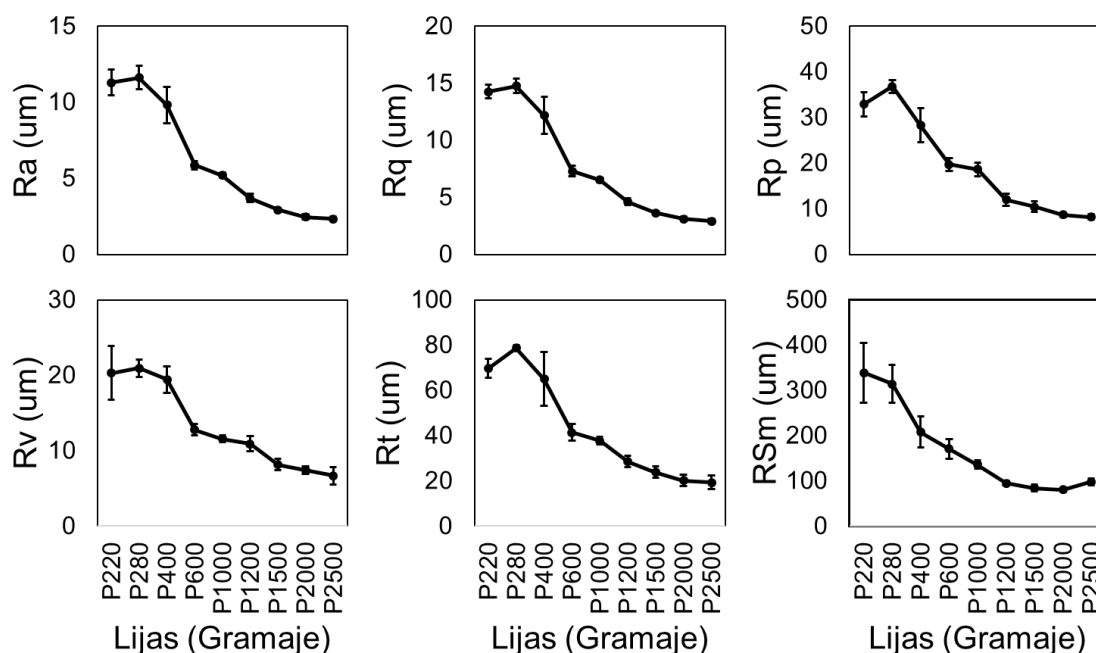 Ra (um)
15
10
5
0
Rq (um)
20
15
10
5
0
Rp (um)
50
40
30
20
10
0
Rv (um)
30
20
10
0
P220
P280
P400
P600
P1000
P1200
P1500
P2000
P2500
Lijas (Gramaje)
Rt (um)
100
80
60
40
20
0
P220
P280
P400
P600
P1000
P1200
P1500
P2000
P2500
Lijas (Gramaje)
RSm (um)
500
400
300
200
100
0
P220
P280
P400
P600
P1000
P1200
P1500
P2000
P2500
Lijas (Gramaje)